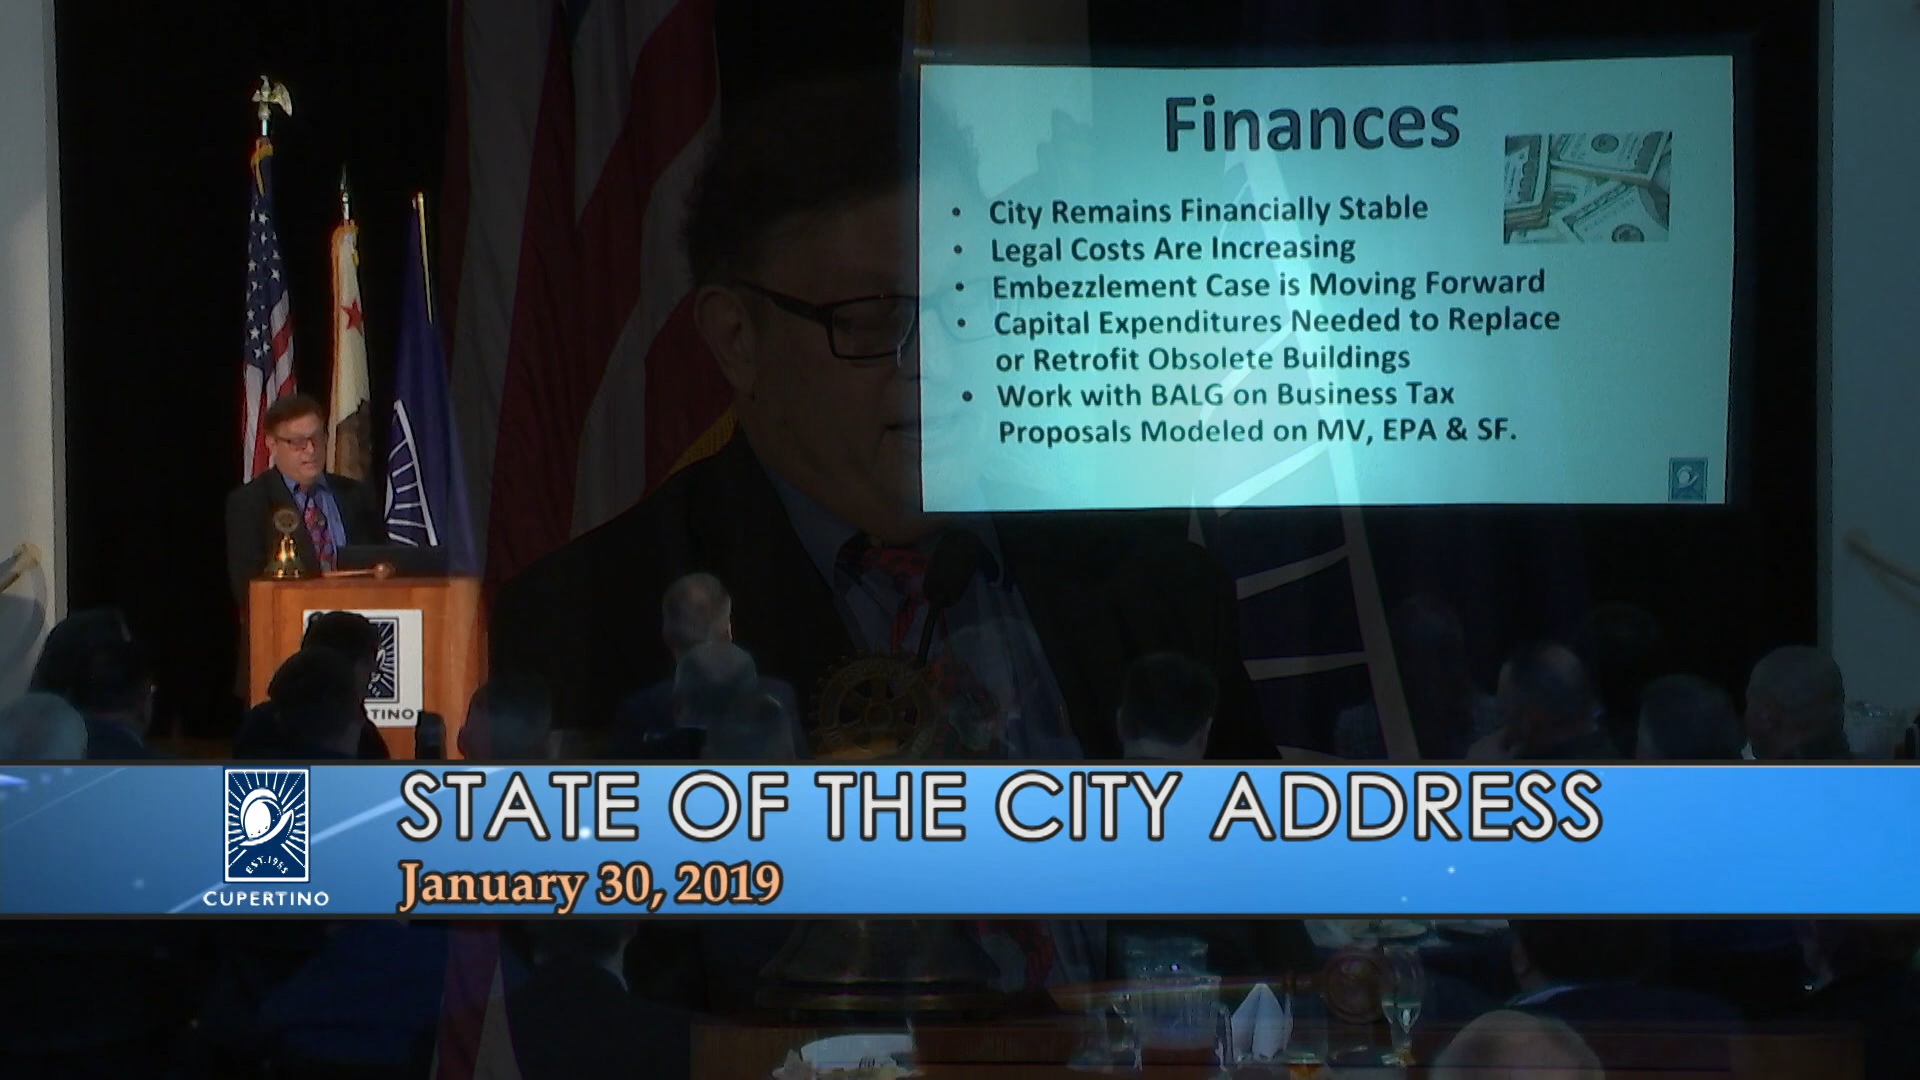 Finances
• City Remains Financially Stable
• Legal Costs Are Increasing
• Embezzlement Case is Moving Forward
• Capital Expenditures Needed to Replace
or Retrofit Obsolete Buildings
• Work with BALG on Business Tax
Proposals Modeled on MV, EPA & SF.
TINO
STATE OF THE CITY ADDRESS
January 30, 2019
EST. 1955
CUPERTINO